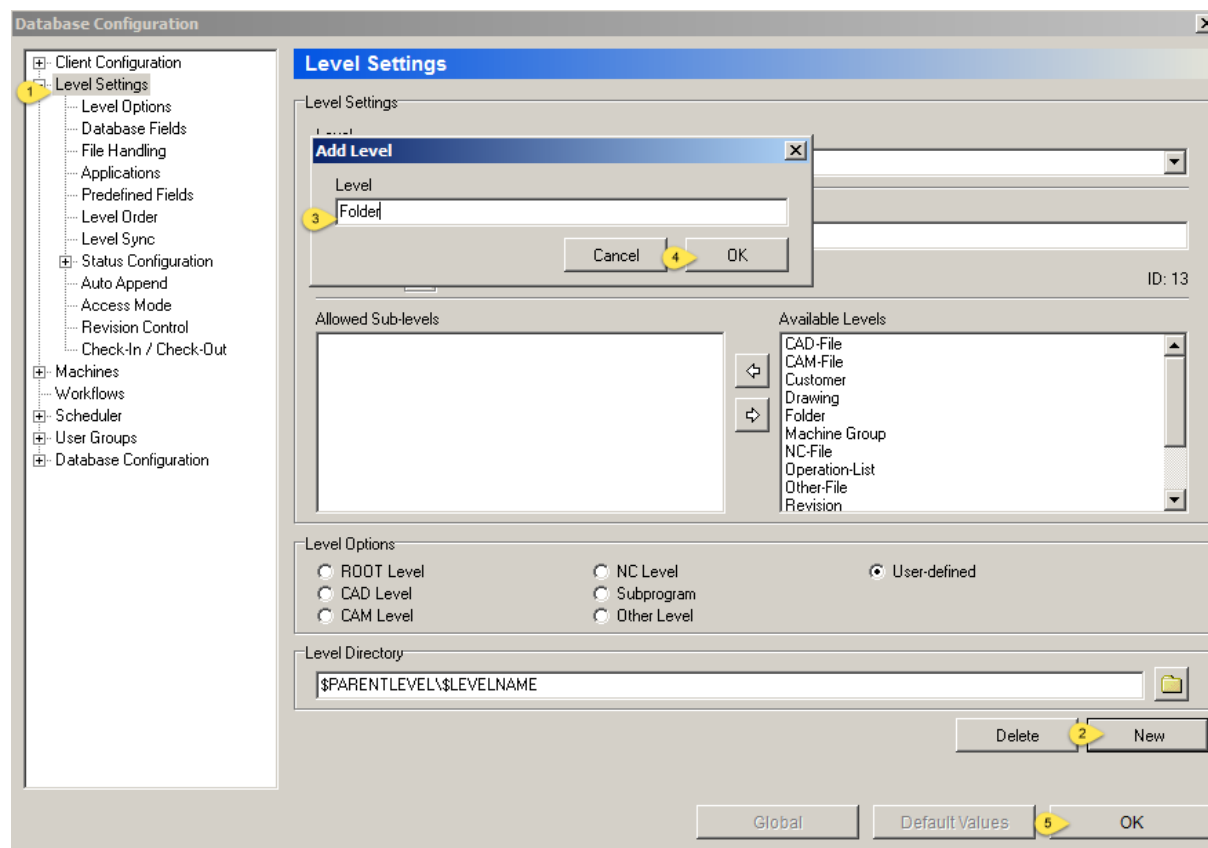 Database Configuration
Client Configuration
1 Level Settings
Level Options
Database Fields
File Handling
Applications
Predefined Fields
Level Order
Level Sync
Status Configuration
Auto Append
Access Mode
Revision Control
Check-In / Check-Out
Machines
Workflows
Scheduler
User Groups
Database Configuration
Level Settings
Level Settings
Level
Add Level
Level
3 Folder
Cancel 4 OK
ID: 13
Allowed Sub-levels
Available Levels
CAD-File
CAM-File
Customer
Drawing
Folder
Machine Group
NC-File
Operation-List
Other-File
Revision
Level Options
ROOT Level NC Level User-defined
CAD Level Subprogram
CAM Level Other Level
Level Directory
$PARENTLEVEL\$LEVELNAME
Delete 2 New
Global Default Values 5 OK